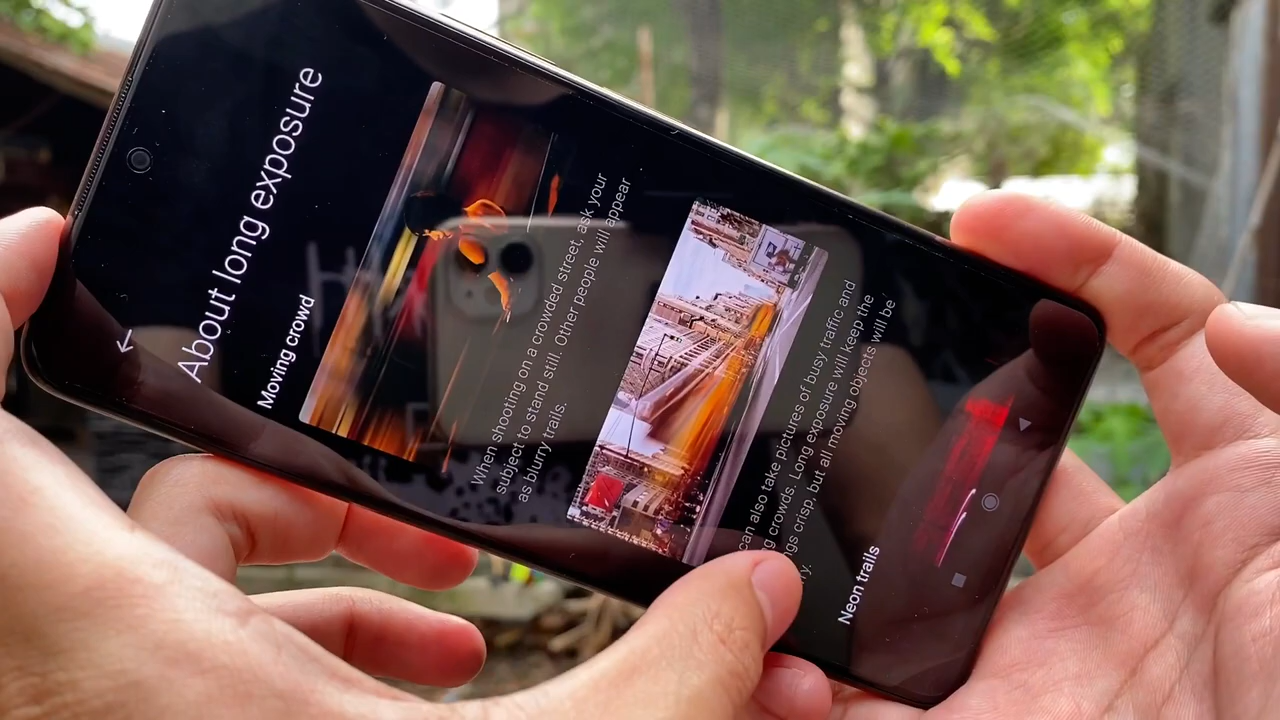 About long exposure
Moving crowd
When shooting on a crowded street, ask your
subject to stand still. Other people will appear
as blurry trails.
can also take pictures of busy traffic and
crowds. Long exposure will keep the
crisp, but all moving objects will be
Neon trails